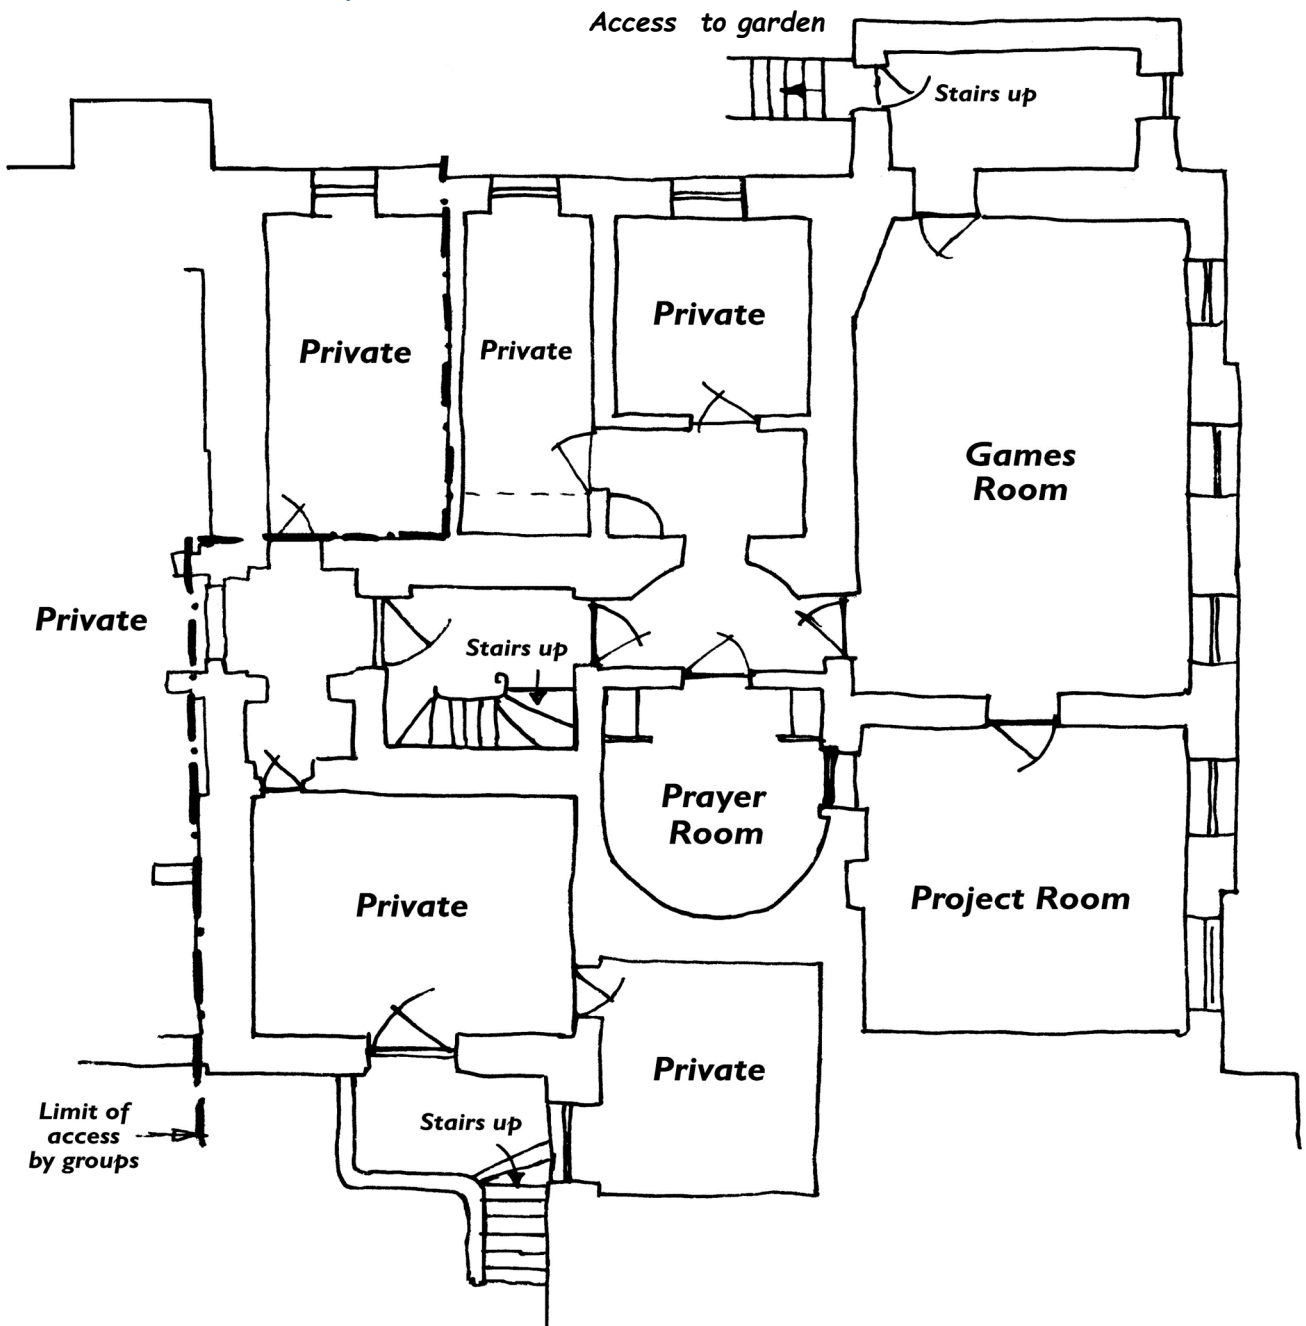 Access to garden
Stairs up
Private
Private
Private
Games
Room
Private
Stairs up
Prayer
Room
Private
Project Room
Private
Limit of
access
by groups
Stairs up